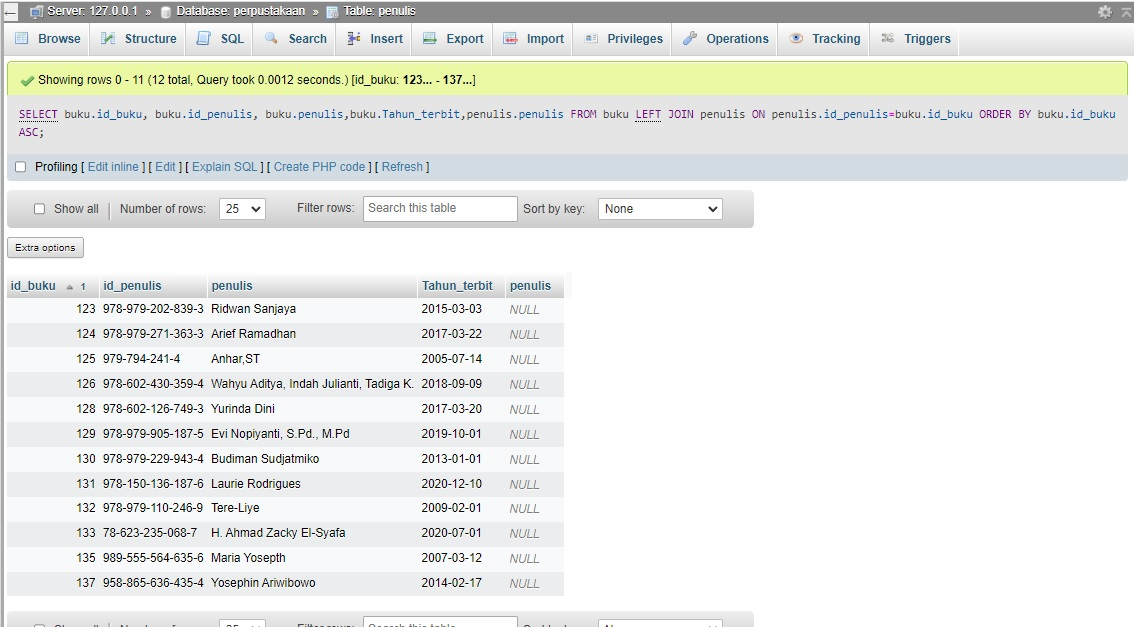 Server: 127.0.0.1 » Database: perpustakaan » Table: penulis
Browse Structure SQL Search Insert Export Import Privileges Operations Tracking Triggers
Showing rows 0 - 11 (12 total, Query took 0.0012 seconds.) [id_buku: 123... - 137...]
SELECT buku.id_buku, buku.id_penulis, buku.penulis,buku.Tahun_terbit,penulis.penulis FROM buku LEFT JOIN penulis ON penulis.id_penulis=buku.id_buku ORDER BY buku.id_buku
ASC;
Profiling [ Edit inline ] [ Edit ] [ Explain SQL ] [ Create PHP code ] [ Refresh ]
Show all | Number of rows: 25 Filter rows: Search this table Sort by key: None
Extra options
id_buku 1 id_penulis penulis Tahun_terbit penulis
123 978-979-202-839-3 Ridwan Sanjaya 2015-03-03 NULL
124 978-979-271-363-3 Arief Ramadhan 2017-03-22 NULL
125 979-794-241-4 Anhar,ST 2005-07-14 NULL
126 978-602-430-359-4 Wahyu Aditya, Indah Julianti, Tadiga K. 2018-09-09 NULL
128 978-602-126-749-3 Yurinda Dini 2017-03-20 NULL
129 978-979-905-187-5 Evi Nopiyanti, S.Pd., M.Pd 2019-10-01 NULL
130 978-979-229-943-4 Budiman Sudjatmiko 2013-01-01 NULL
131 978-150-136-187-6 Laurie Rodrigues 2020-12-10 NULL
132 978-979-110-246-9 Tere-Liye 2009-02-01 NULL
133 78-623-235-068-7 H. Ahmad Zacky El-Syafa 2020-07-01 NULL
135 989-555-564-635-6 Maria Yosepth 2007-03-12 NULL
137 958-865-636-435-4 Yosephin Ariwibowo 2014-02-17 NULL